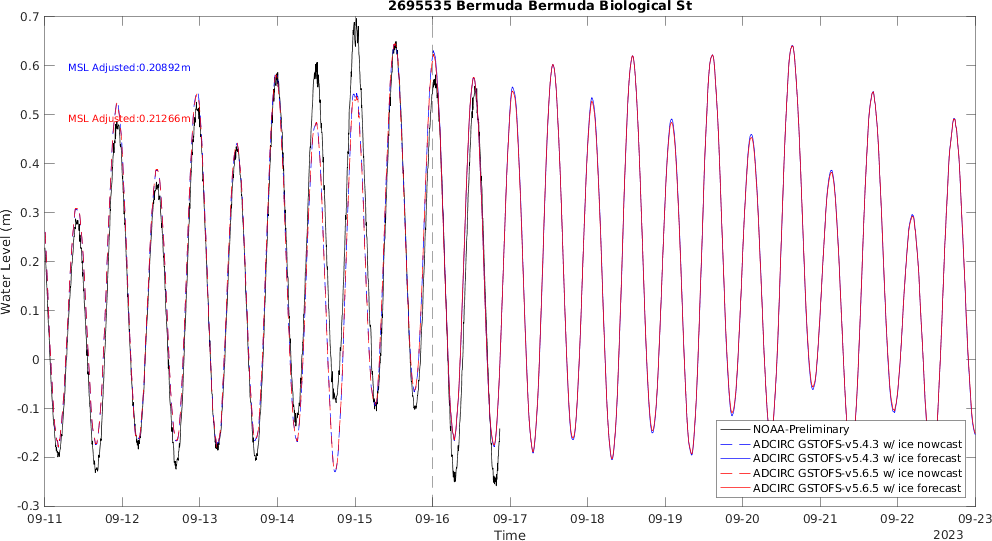 2695535 Bermuda Bermuda Biological St
MSL Adjusted:0.20892m
MSL Adjusted:0.21266m
Water Level (m)
0.7
0.6
0.5
0.4
0.3
0.2
0.1
0
-0.1
-0.2
-0.3
NOAA-Preliminary
ADCIRC GSTOFS-v5.4.3 w/ ice nowcast
ADCIRC GSTOFS-v5.4.3 w/ ice forecast
ADCIRC GSTOFS-v5.6.5 w/ ice nowcast
ADCIRC GSTOFS-v5.6.5 w/ ice forecast
09-11 09-12 09-13 09-14 09-15 09-16 09-17 09-18 09-19 09-20 09-21 09-22 09-23
Time
2023